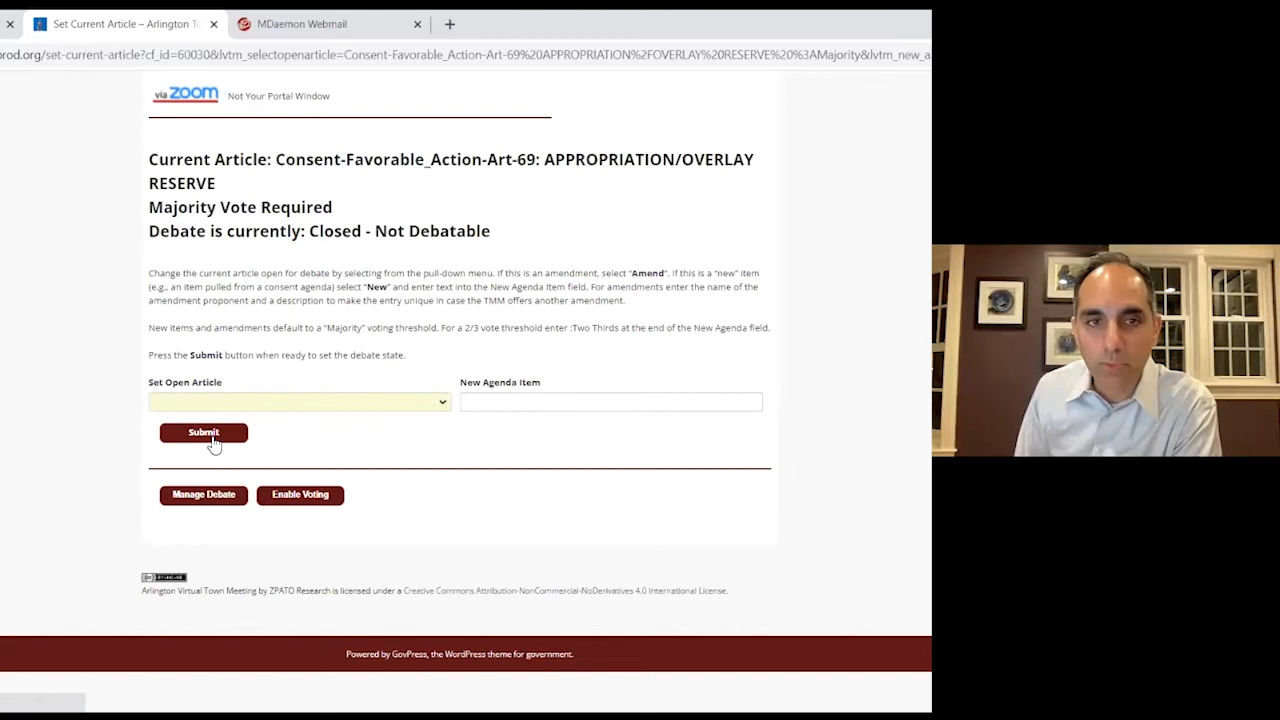 Set Current Article – Arlington To
MDaemon Webmail
prod.org/set-current-article?cf_id=60030&lvtm_selectopenarticle=Consent-Favorable_Action-Art-69%20APPROPRIATION%2FOVERLAY%20RESERVE%20%3AMajority&lvtm_new_a
via zoom Not Your Portal Window
Current Article: Consent-Favorable_Action-Art-69: APPROPRIATION/OVERLAY
RESERVE
Majority Vote Required
Debate is currently: Closed - Not Debatable
Change the current article open for debate by selecting from the pull-down menu. If this is an amendment, select "Amend". If this is a "new" item
(e.g., an item pulled from a consent agenda) select "New" and enter text into the New Agenda Item field. For amendments enter the name of the
amendment proponent and a description to make the entry unique in case the TMM offers another amendment.
New items and amendments default to a "Majority" voting threshold. For a 2/3 vote threshold enter :Two Thirds at the end of the New Agenda field.
Press the Submit button when ready to set the debate state.
Set Open Article New Agenda Item
Submit
Manage Debate Enable Voting
Arlington Virtual Town Meeting by ZPATO Research is licensed under a Creative Commons Attribution-NonCommercial-NoDerivatives 4.0 International License.
Powered by GovPress, the WordPress theme for government.